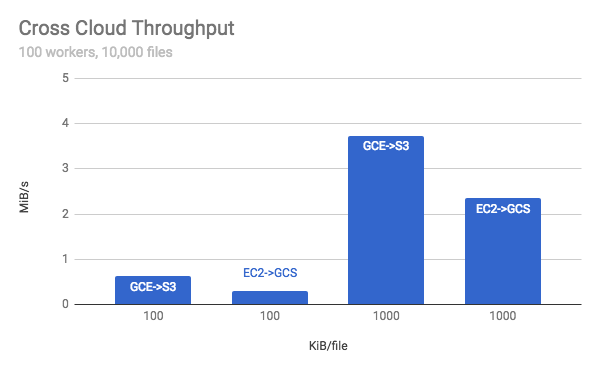 Cross Cloud Throughput
100 workers, 10,000 files
5
4
3
2
1
0
MiB/s
GCE->S3
EC2->GCS
GCE->S3
EC2->GCS
100 100 1000 1000
KiB/file